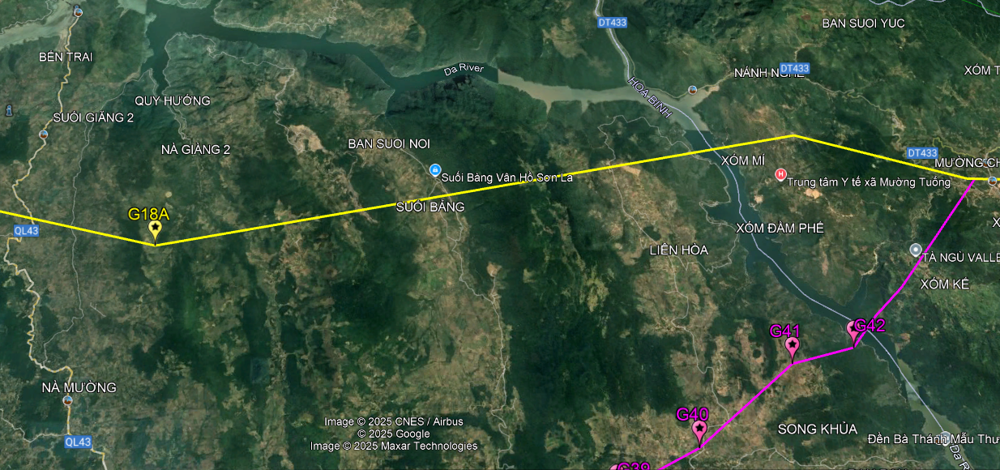 DT433
BAN SUOI YUC
BẾN TRAI
Da River
DT433
NÁNH NGHE
XÓM T
HOA BINH
QUY HƯỚNG
SUỐI GIĂNG 2
NÀ GIÀNG 2
BAN SUOI NOI
DT433
XÓM MÍ
MƯỜNG CH
Suối Bàng Vân Hồ Sơn La
Trung tâm Y tế xã Mường Tuổng
SUỐI BÀNG
G18A
QL43
XÓM ĐẦM PHẾ
X
LIÊN HÒA
TÀ NGÙ VALLE
XÓM KẾ
G42
G41
NÀ MƯỜNG
G40
Image © 2025 CNES / Airbus
© 2025 Google
Image © 2025 Maxar Technologies
SONG KHỦA
QL43
Đền Bà Thánh Mẫu Thư
Da R
G39